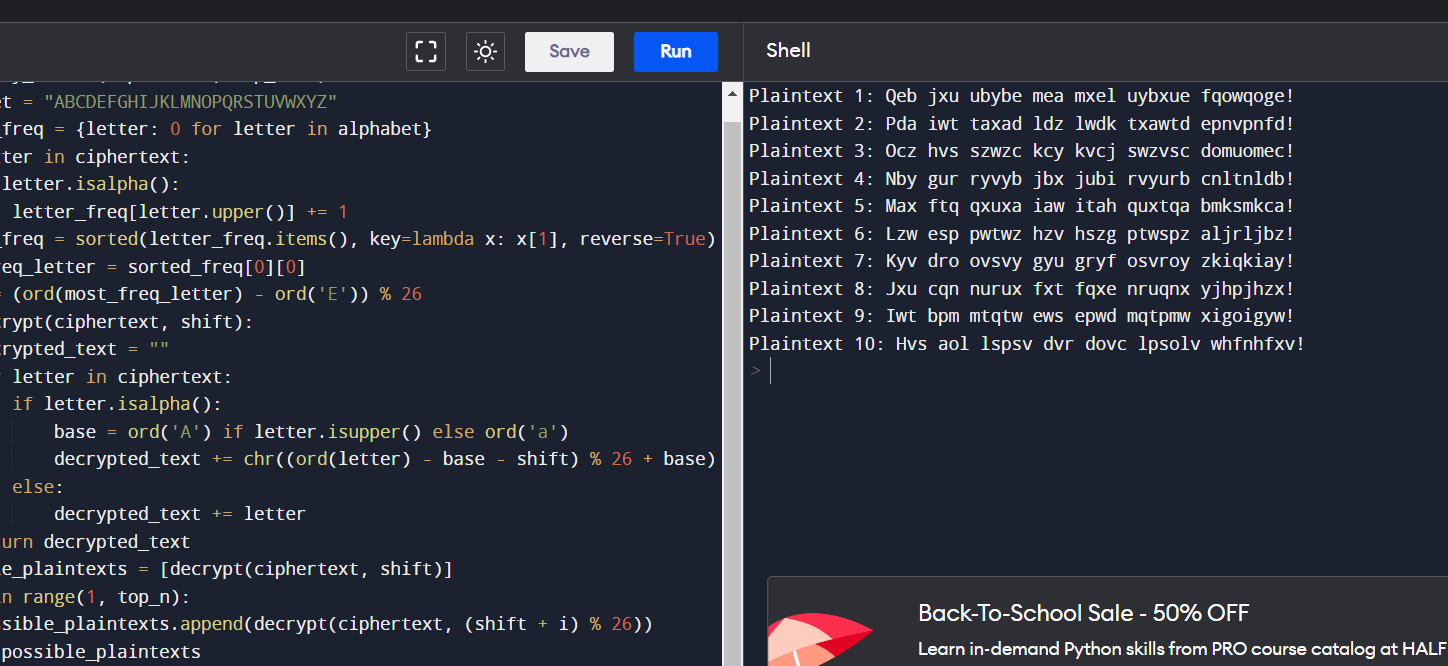 Save
Run
Shell
et = "ABCDEFGHIJKLMNOPQRSTUVWXYZ"
_freq = {letter: 0 for letter in alphabet}
tter in ciphertext:
letter.isalpha():
letter_freq[letter.upper()] += 1
_freq = sorted(letter_freq.items(), key=lambda x: x[1], reverse=True)
req_letter = sorted_freq[0][0]
= (ord(most_freq_letter) - ord('E')) % 26
crypt(ciphertext, shift):
crypted_text = ""
letter in ciphertext:
if letter.isalpha():
base = ord('A') if letter.isupper() else ord('a')
decrypted_text += chr((ord(letter) - base - shift) % 26 + base)
else:
decrypted_text += letter
turn decrypted_text
le_plaintexts = [decrypt(ciphertext, shift)]
in range(1, top_n):
ssible_plaintexts.append(decrypt(ciphertext, (shift + i) % 26))
possible_plaintexts
Plaintext 1: Qeb jxu ubybe mea mxel uybxue fqowqoge!
Plaintext 2: Pda iwt taxad ldz lwdk txawtd epnvpnfd!
Plaintext 3: Ocz hvs szwzc kcy kvcj swzvsc domuomec!
Plaintext 4: Nby gur ryvyb jbx jubi rvyurb cnltnldb!
Plaintext 5: Max ftq qxuxa iaw itah quxtqa bmksmkca!
Plaintext 6: Lzw esp pwtwz hzv hszg ptwspz aljrljbz!
Plaintext 7: Kyv dro ovsvy gyu gryf osvroy zkiqkiay!
Plaintext 8: Jxu cqn nurux fxt fqxe nruqnx yjhpjhzx!
Plaintext 9: Iwt bpm mtqtw ews epwd mqtpmw xigoigyw!
Plaintext 10: Hvs aol lspsv dvr dovc lpsolv whfnhfxv!
>
Back-To-School Sale - 50% OFF
Learn in-demand Python skills from PRO course catalog at HALF